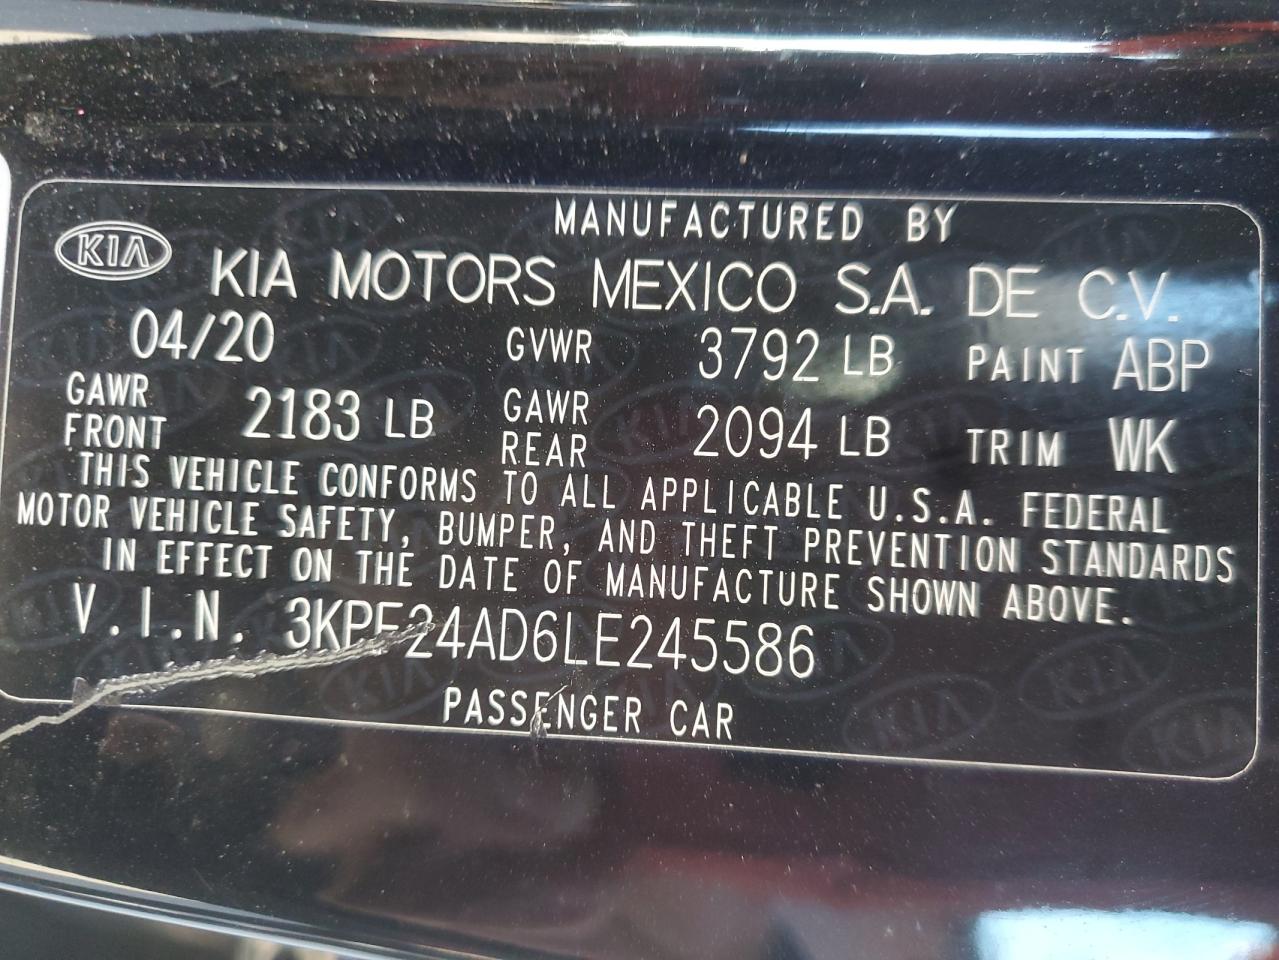 MANUFACTURED BY
KIA
KIA MOTORS MEXICO S.A. DE C.V.
04/20 GVWR 3792 LB PAINT ABP
GAWR FRONT 2183 LB GAWR REAR 2094 LB TRIM WK
THIS VEHICLE CONFORMS TO ALL APPLICABLE U.S.A. FEDERAL
MOTOR VEHICLE SAFETY, BUMPER, AND THEFT PREVENTION STANDARDS
IN EFFECT ON THE DATE OF MANUFACTURE SHOWN ABOVE.
V.I.N. 3KPF24AD6LE245586
PASSENGER CAR